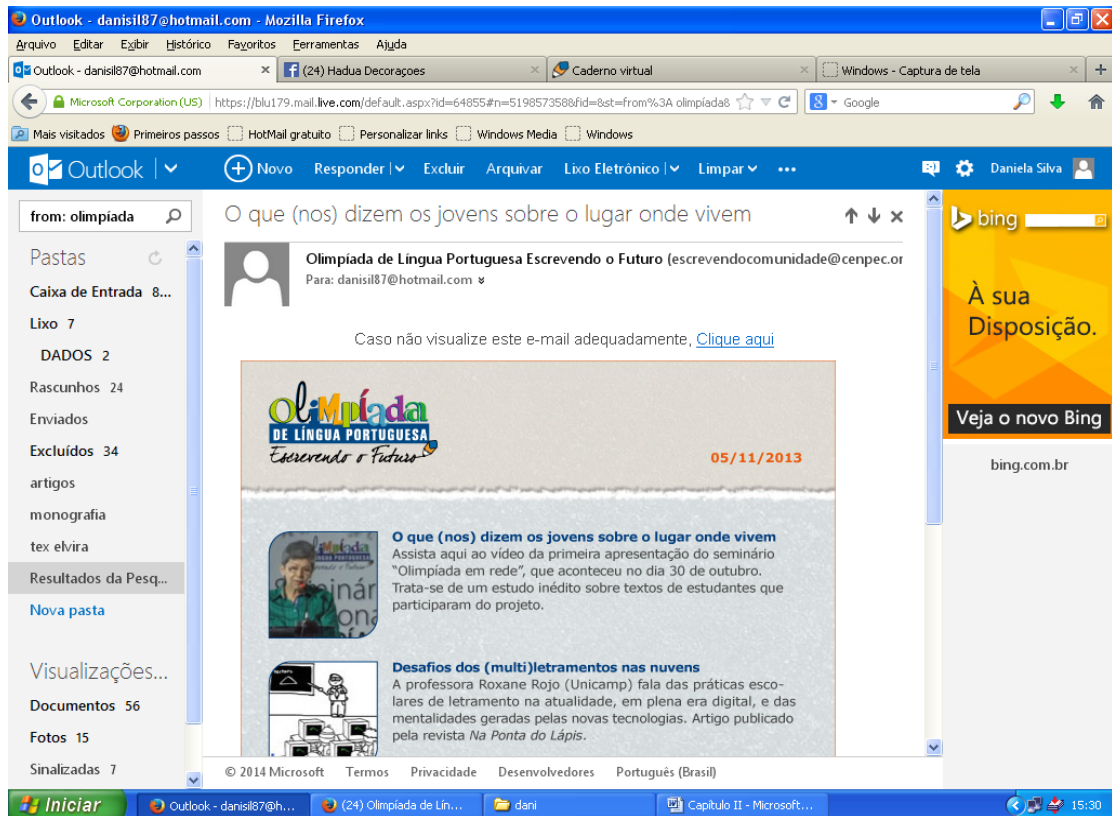 Outlook - danisil87@hotmail.com - Mozilla Firefox
Arquivo Editar Exibir Histórico Favoritos Ferramentas Ajuda
Outlook - danisil87@hotmail.com
(24) Hadua Decoraçoes
Caderno virtual
Windows - Captura de tela
Microsoft Corporation (US) https://blu179.mail.live.com/default.aspx?id=64855#n=519857358&fid=&st=from%3A olimpíada&
Google
Mais visitados Primeiros passos HotMail gratuito Personalizar links Windows Media Windows
Outlook
Novo Responder Excluir Arquivar Lixo Eletrônico Limpar ...
Daniela Silva
from: olimpíada
Pastas
Caixa de Entrada 8...
Lixo 7
DADOS 2
Rascunhos 24
Enviados
Excluídos 34
artigos
monografia
tex elvira
Resultados da Pesq...
Nova pasta
Visualizações...
Documentos 56
Fotos 15
Sinalizadas 7
O que (nos) dizem os jovens sobre o lugar onde vivem
Olimpíada de Língua Portuguesa Escrevendo o Futuro (escrevendocomunidade@cenpec.or
Para: danisil87@hotmail.com
Caso não visualize este e-mail adequadamente, Clique aqui
OliMpíada
DE LÍNGUA PORTUGUESA
Escrevendo o Futuro
05/11/2013
O que (nos) dizem os jovens sobre o lugar onde vivem
Assista aqui ao vídeo da primeira apresentação do seminário
"Olimpíada em rede", que aconteceu no dia 30 de outubro.
Trata-se de um estudo inédito sobre textos de estudantes que
participaram do projeto.
Desafios dos (multi)letramentos nas nuvens
A professora Roxane Rojo (Unicamp) fala das práticas esco-
lares de letramento na atualidade, em plena era digital, e das
mentalidades geradas pelas novas tecnologias. Artigo publicado
pela revista Na Ponta do Lápis.
© 2014 Microsoft Termos Privacidade Desenvolvedores Português (Brasil)
bing
À sua
Disposição.
Veja o novo Bing
bing.com.br
Iniciar
Outlook - danisil87@h...
(24) Olimpíada de Lín...
dani
Capítulo II - Microsoft...
15:30